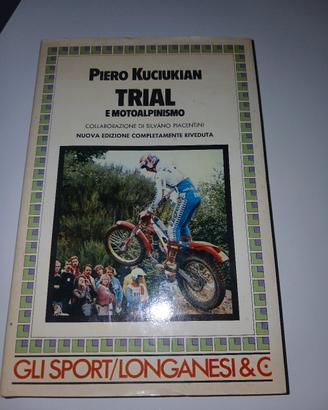 PIERO KUCIUKIAN
TRIAL
E MOTOALPINISMO
COLLABORAZIONE DI SILVANO PIACENTINI
NUOVA EDIZIONE COMPLETAMENTE RIVEDUTA
GLI SPORT/LONGANESI & C.